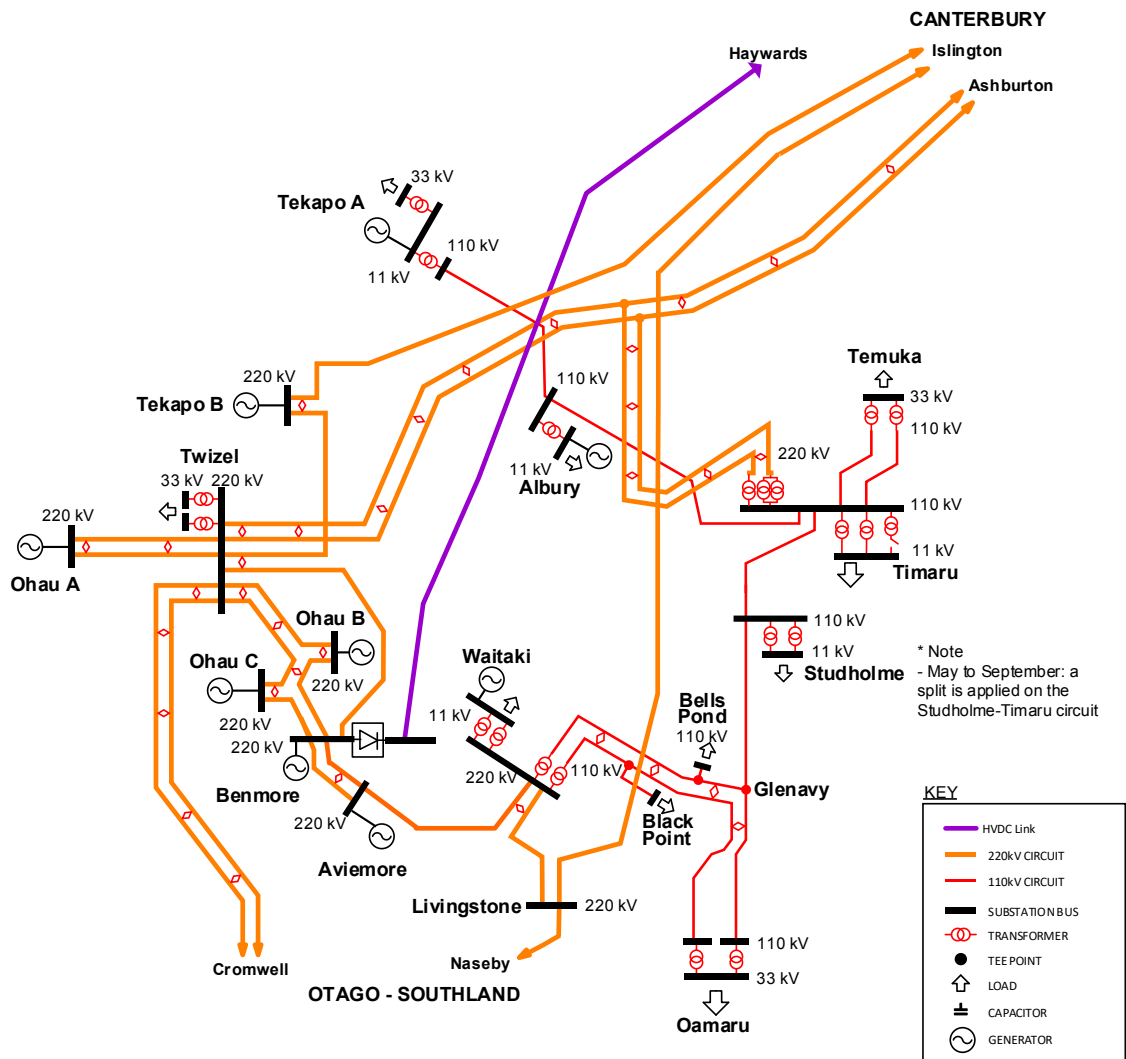 CANTERBURY
Islington
Haywards
Ashburton
33 kV
Tekapo A
110 kV
11 kV
Temuka
220 kV
110 kV
33 kV
Tekapo B
110 kV
Twizel
220 kV
33 kV
220 kV
11 kV
Albury
220 kV
110 kV
11 kV
Ohau A
Timaru
Ohau B
110 kV
Ohau C
Waitaki
11 kV
Studholme
* Note
- May to September: a
split is applied on the
Studholme-Timaru circuit
220 kV
Bells
Pond
220 kV
11 kV
110 kV
220 kV
220 kV
110 kV
Benmore
Glenavy
220 kV
Black
Point
Aviemore
KEY
HVDC Link
220kV CIRCUIT
110kV CIRCUIT
SUBSTATION BUS
TRANSFORMER
TEE POINT
LOAD
CAPACITOR
GENERATOR
Livingstone
220 kV
110 kV
Cromwell
Naseby
33 kV
OTAGO - SOUTHLAND
Oamaru